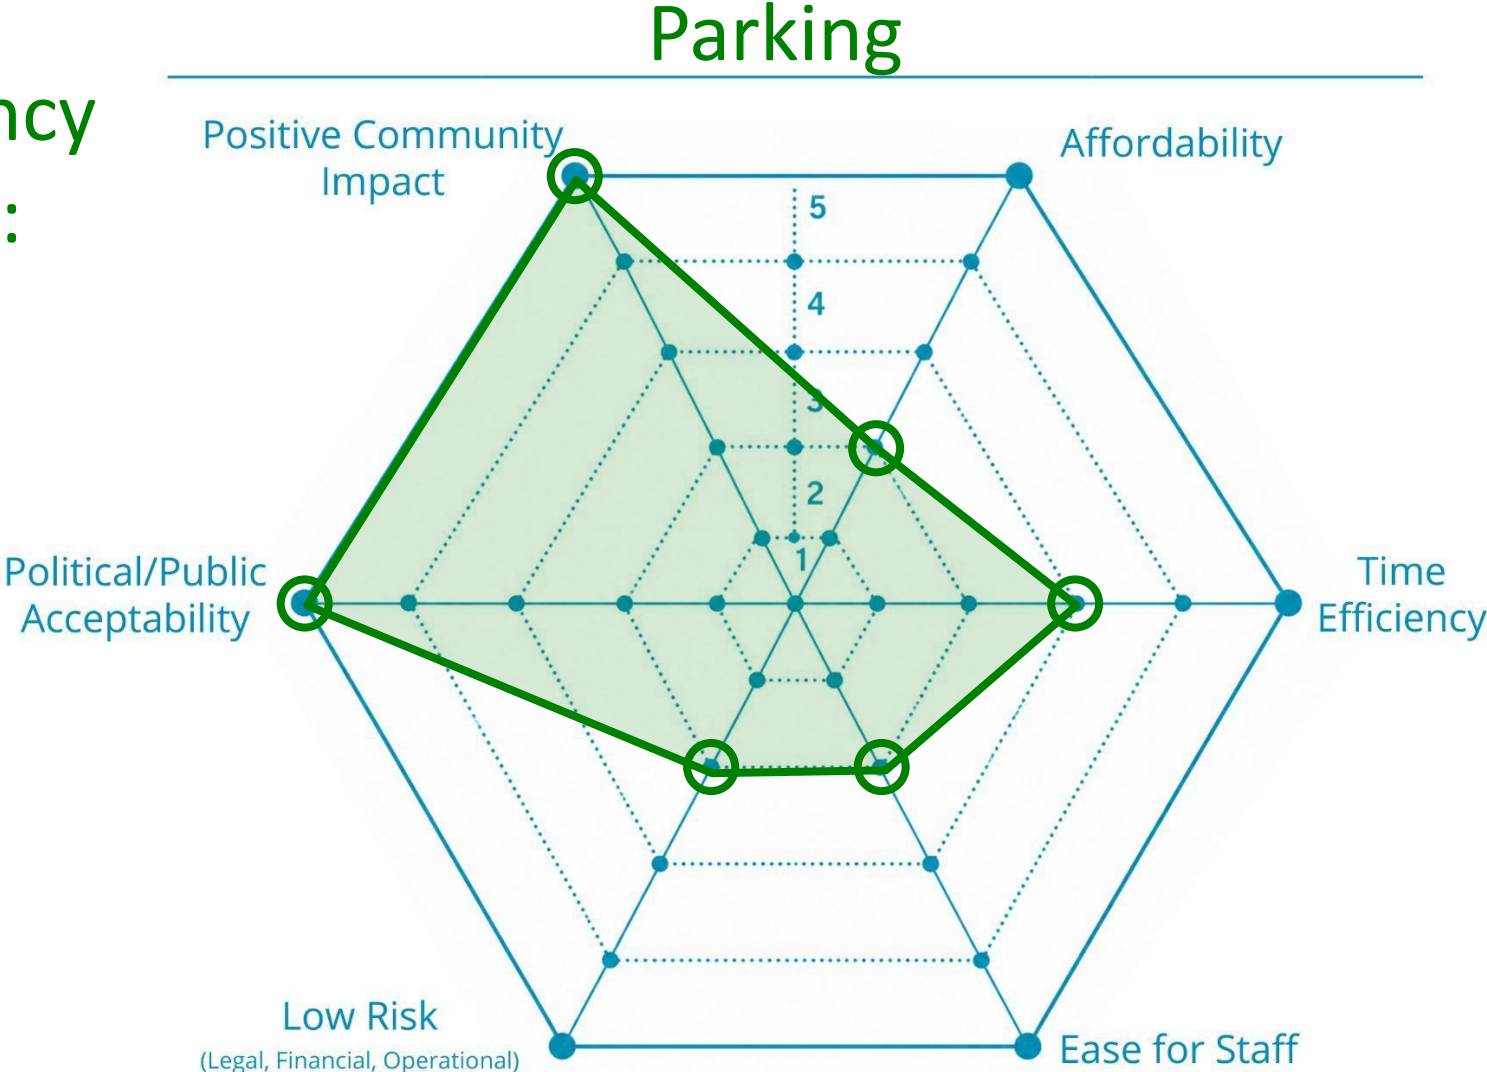 Parking
ncy
:
Positive Community
Impact
Affordability
5
4
3
2
1
Political/Public
Acceptability
Time
Efficiency
Low Risk
(Legal, Financial, Operational)
Ease for Staff